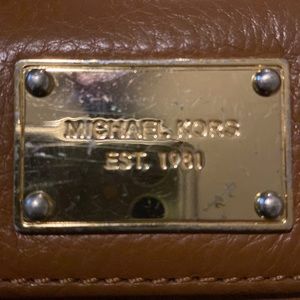 MICHAEL KORS
EST. 1981